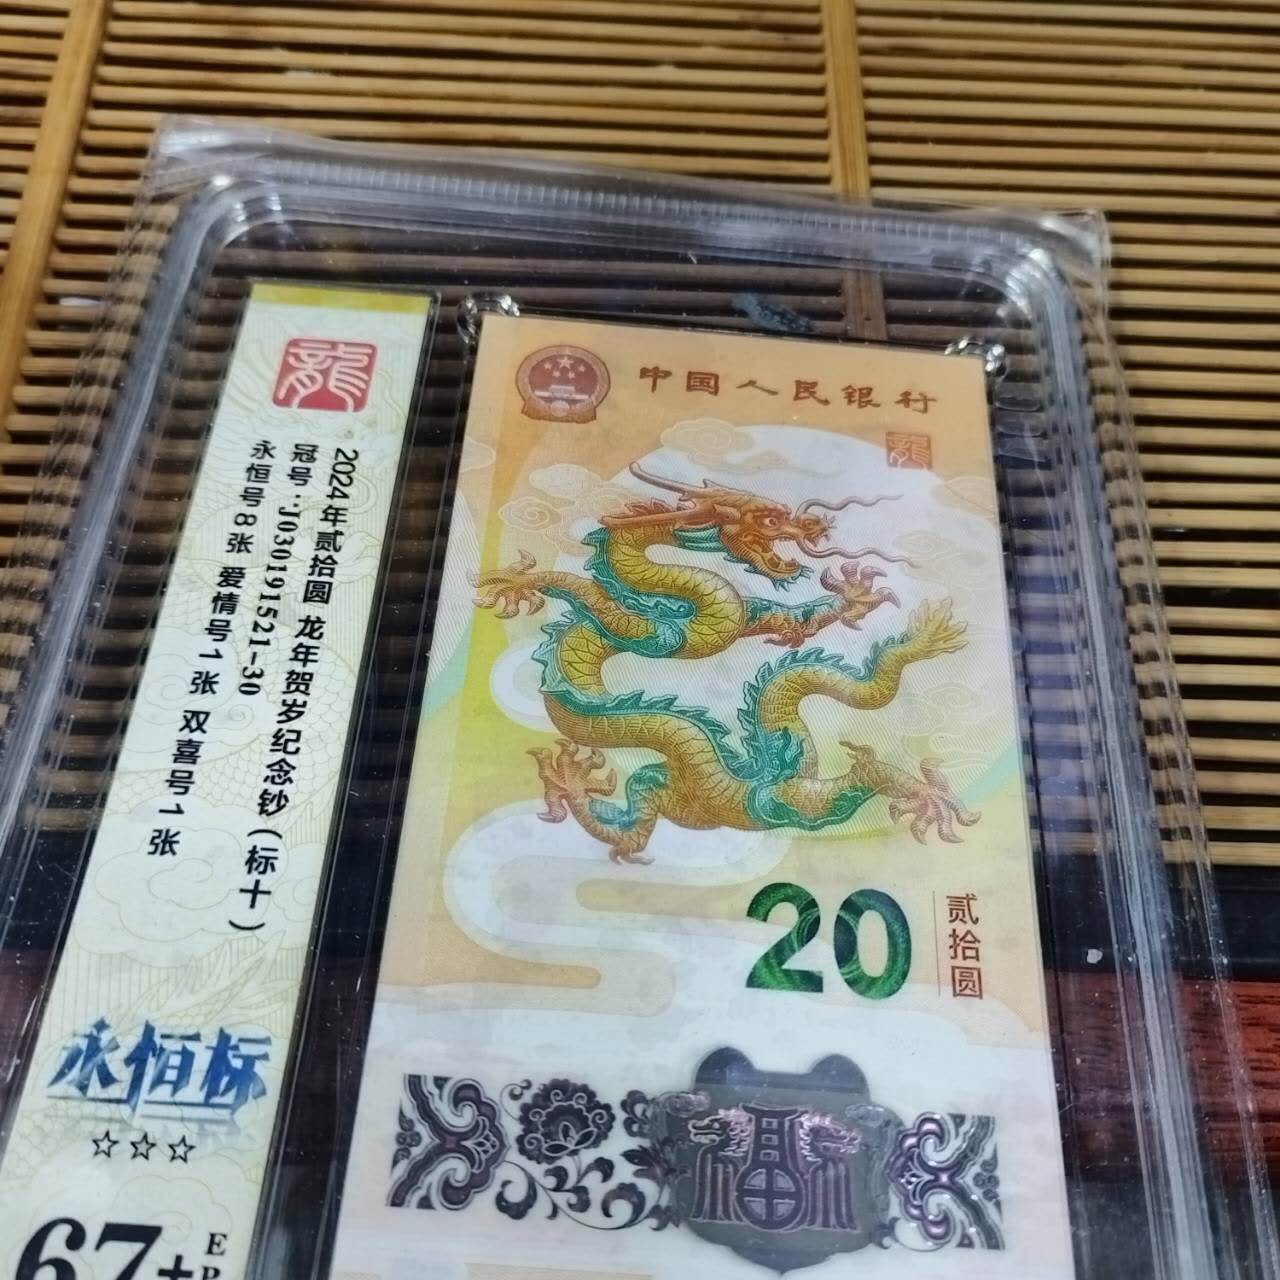 龍
2024年贰拾圆 龙年贺岁纪念钞(标十)
冠号:J030191521-30
永恒号8张 爱情号1张 双喜号1张
永恒标
☆☆☆
67+
EP
中国人民银行
龍
20
贰拾圆
福